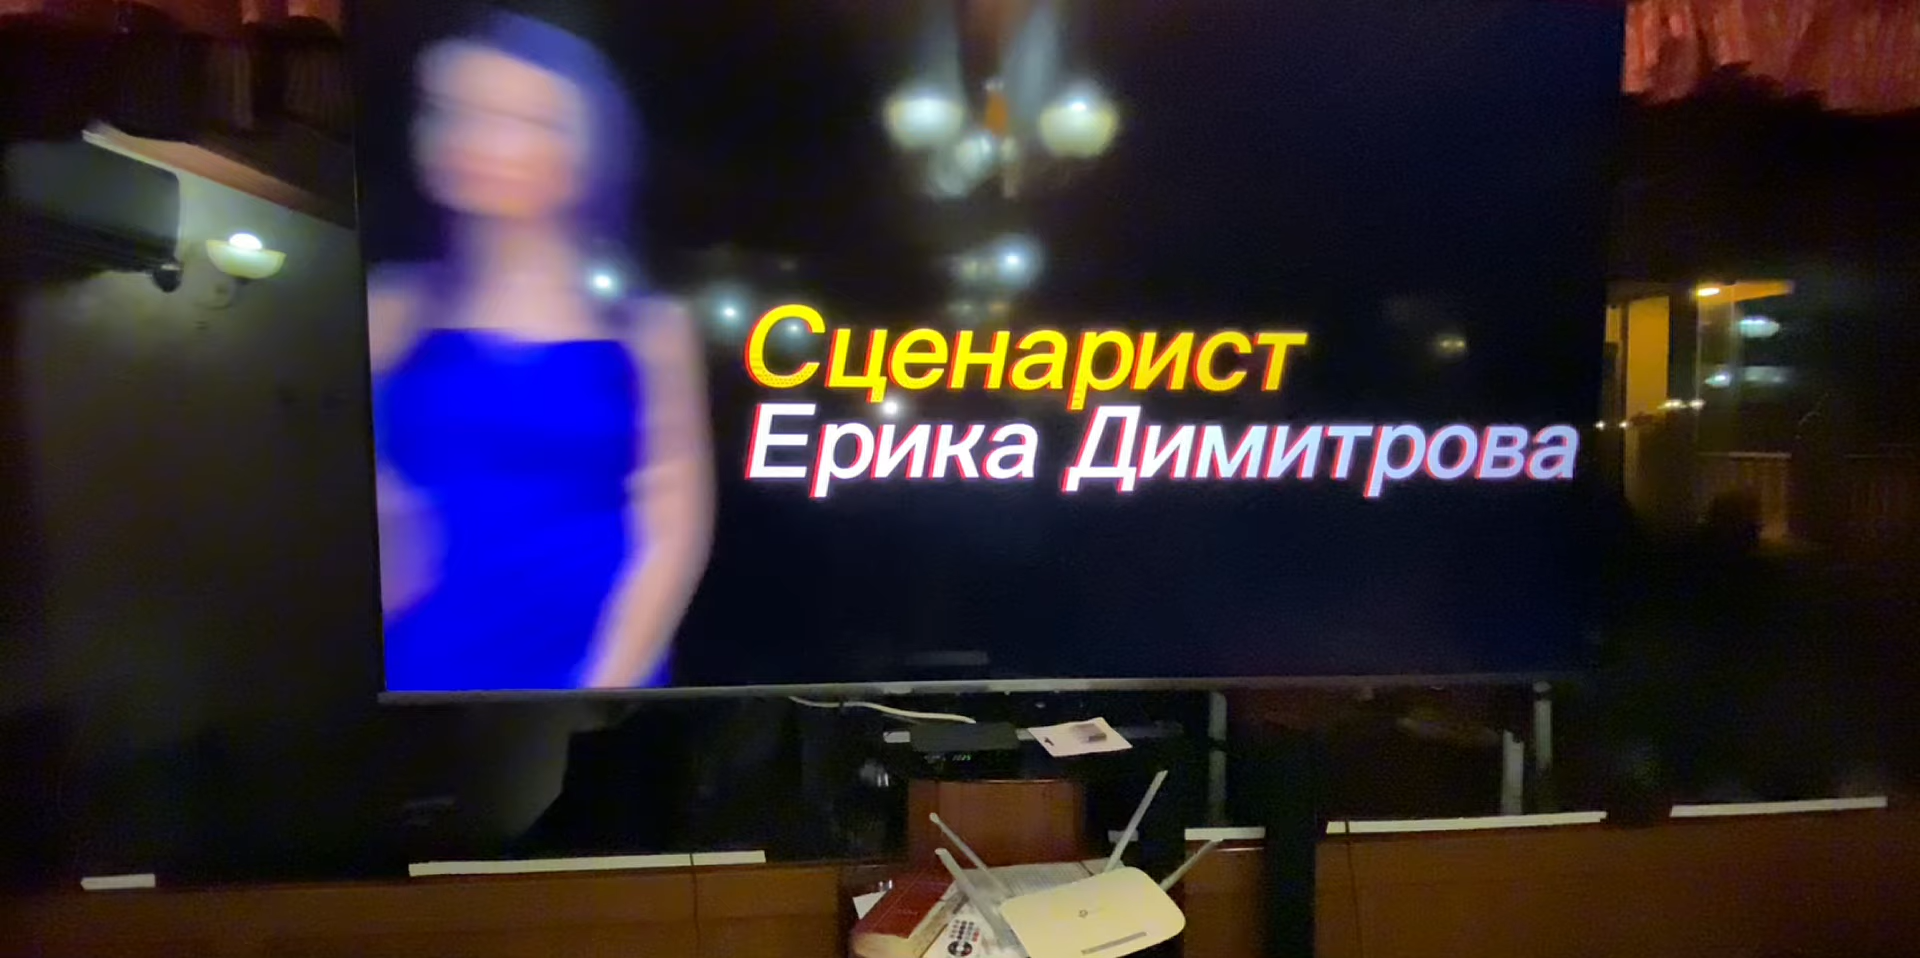 Сценарист
Ерика Димитрова